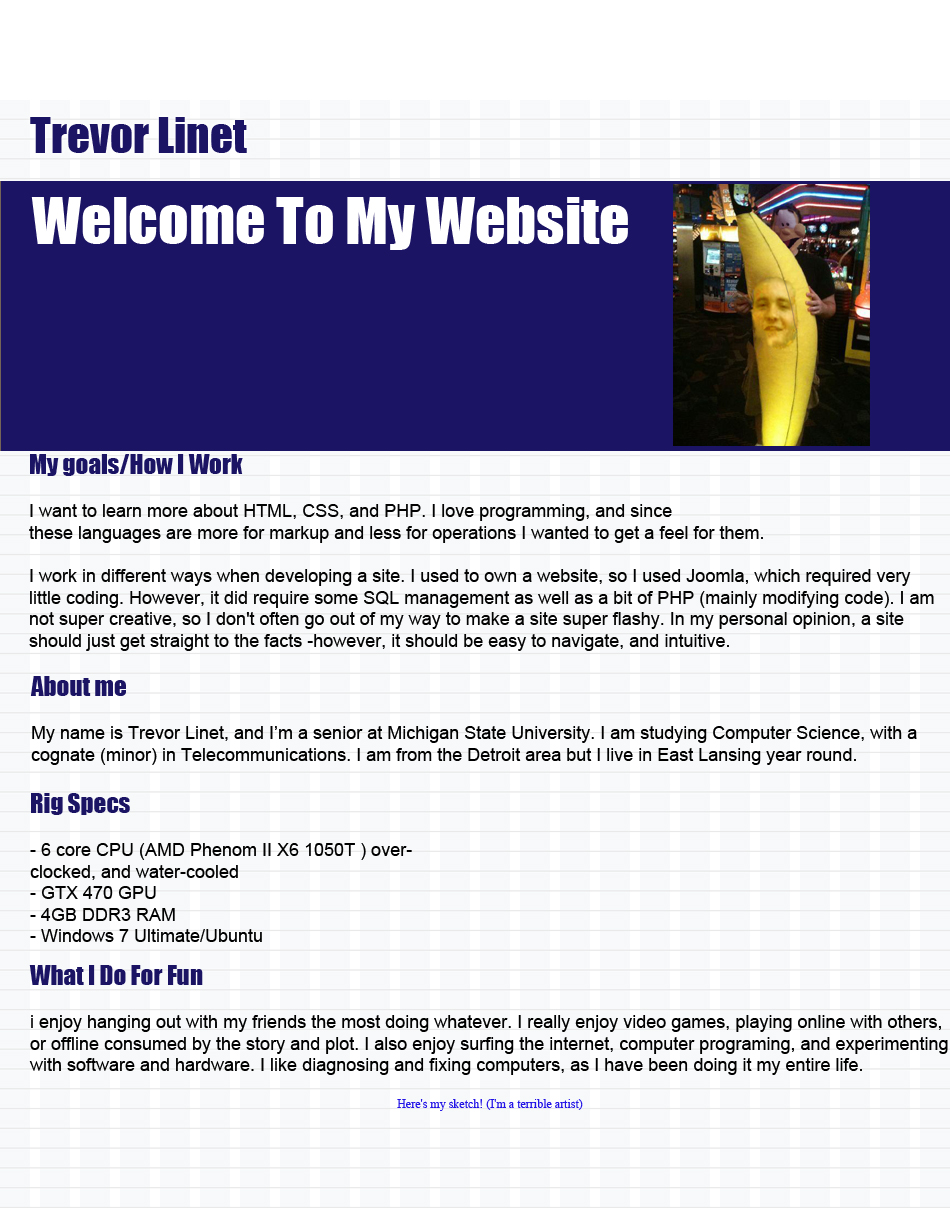 Trevor Linet
Welcome To My Website
My goals/How I Work
I want to learn more about HTML, CSS, and PHP. I love programming, and since
these languages are more for markup and less for operations I wanted to get a feel for them.
I work in different ways when developing a site. I used to own a website, so I used Joomla, which required very
little coding. However, it did require some SQL management as well as a bit of PHP (mainly modifying code). I am
not super creative, so I don't often go out of my way to make a site super flashy. In my personal opinion, a site
should just get straight to the facts -however, it should be easy to navigate, and intuitive.
About me
My name is Trevor Linet, and I’m a senior at Michigan State University. I am studying Computer Science, with a
cognate (minor) in Telecommunications. I am from the Detroit area but I live in East Lansing year round.
Rig Specs
- 6 core CPU (AMD Phenom II X6 1050T ) over-
clocked, and water-cooled
- GTX 470 GPU
- 4GB DDR3 RAM
- Windows 7 Ultimate/Ubuntu
What I Do For Fun
i enjoy hanging out with my friends the most doing whatever. I really enjoy video games, playing online with others,
or offline consumed by the story and plot. I also enjoy surfing the internet, computer programing, and experimenting
with software and hardware. I like diagnosing and fixing computers, as I have been doing it my entire life.
Here's my sketch! (I'm a terrible artist)